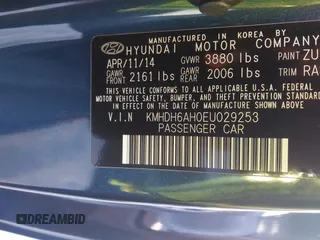 MANUFACTURED IN KOREA
HYUNDAI MOTOR COMPANY
APR/11/14 GVWR 3880 lbs PAINT ZU
GAWR FRONT 2161 lbs GAWR REAR 2006 lbs TRIM RA
THIS VEHICLE CONFORMS TO ALL APPLICABLE FEDERAL
MOTOR VEHICLE SAFETY, BUMPER, AND THEFT PREVENTION
STANDARDS IN EFFECT ON THE DATE OF MANUFACTURE
SHOWN ABOVE.
V.I.N KMHDH6AH0EU029253
PASSENGER CAR
DREAMBID